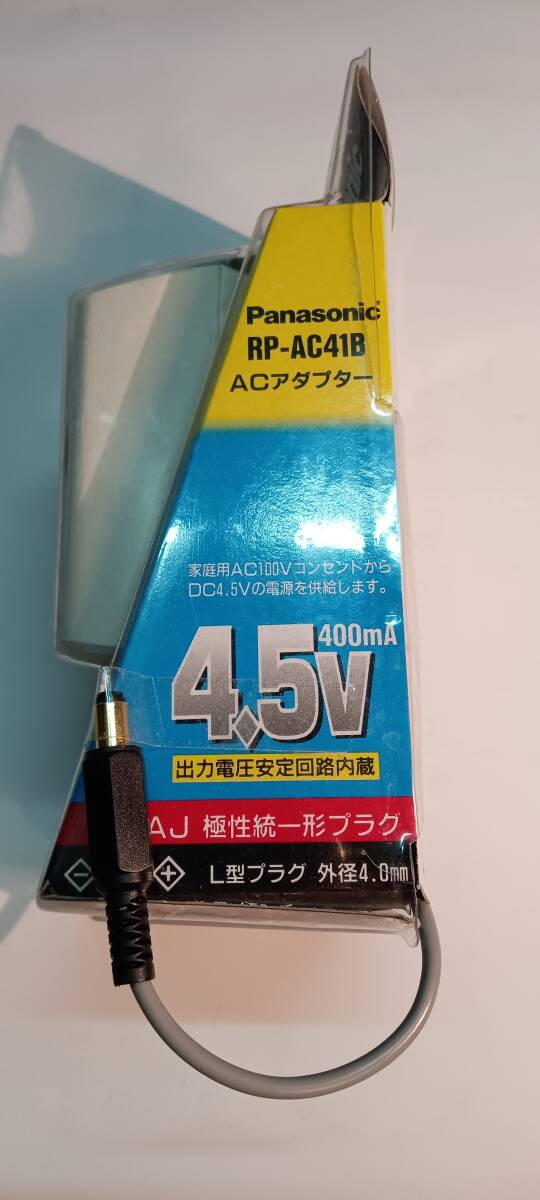 Panasonic
RP-AC41B
ACアダプター
家庭用AC100Vコンセントから
DC4.5Vの電源を供給します。
400mA
4.5V
出力電圧安定回路内蔵
AJ 極性統一形プラグ
L型プラグ 外径4.0mm